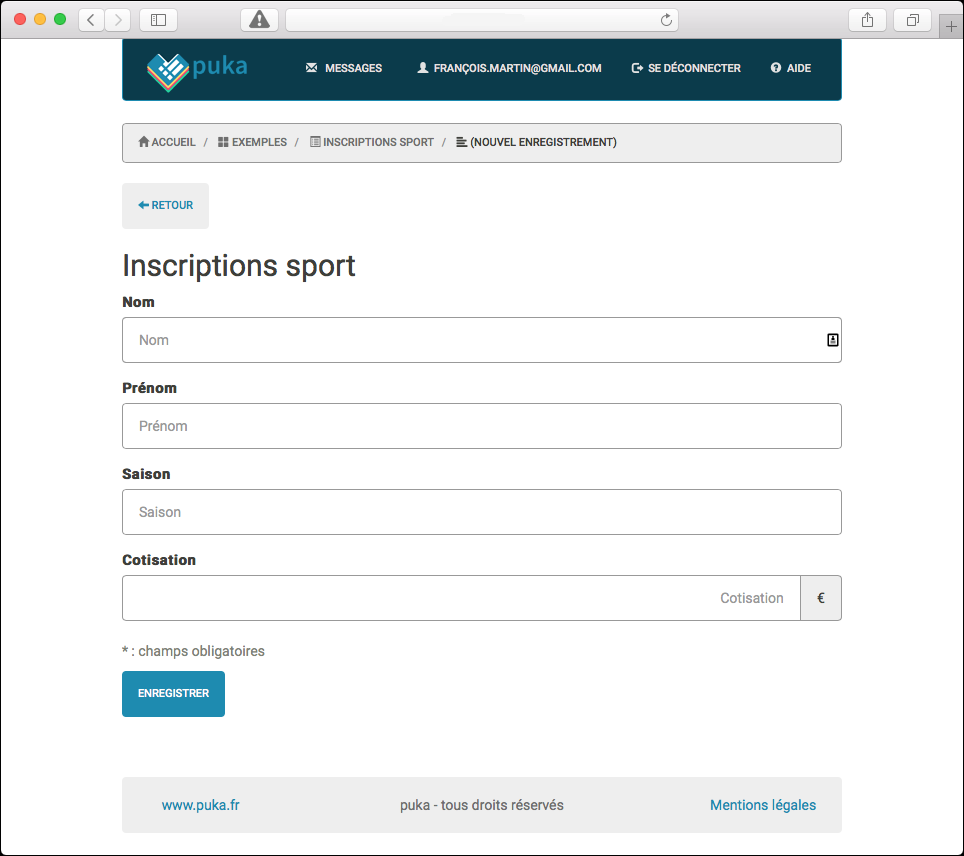 puka MESSAGES FRANÇOIS.MARTIN@GMAIL.COM SE DÉCONNECTER AIDE
ACCUEIL / EXEMPLES / INSCRIPTIONS SPORT / (NOUVEL ENREGISTREMENT)
RETOUR
Inscriptions sport
Nom
Nom
Prénom
Prénom
Saison
Saison
Cotisation
Cotisation €
* : champs obligatoires
ENREGISTRER
www.puka.fr puka - tous droits réservés Mentions légales